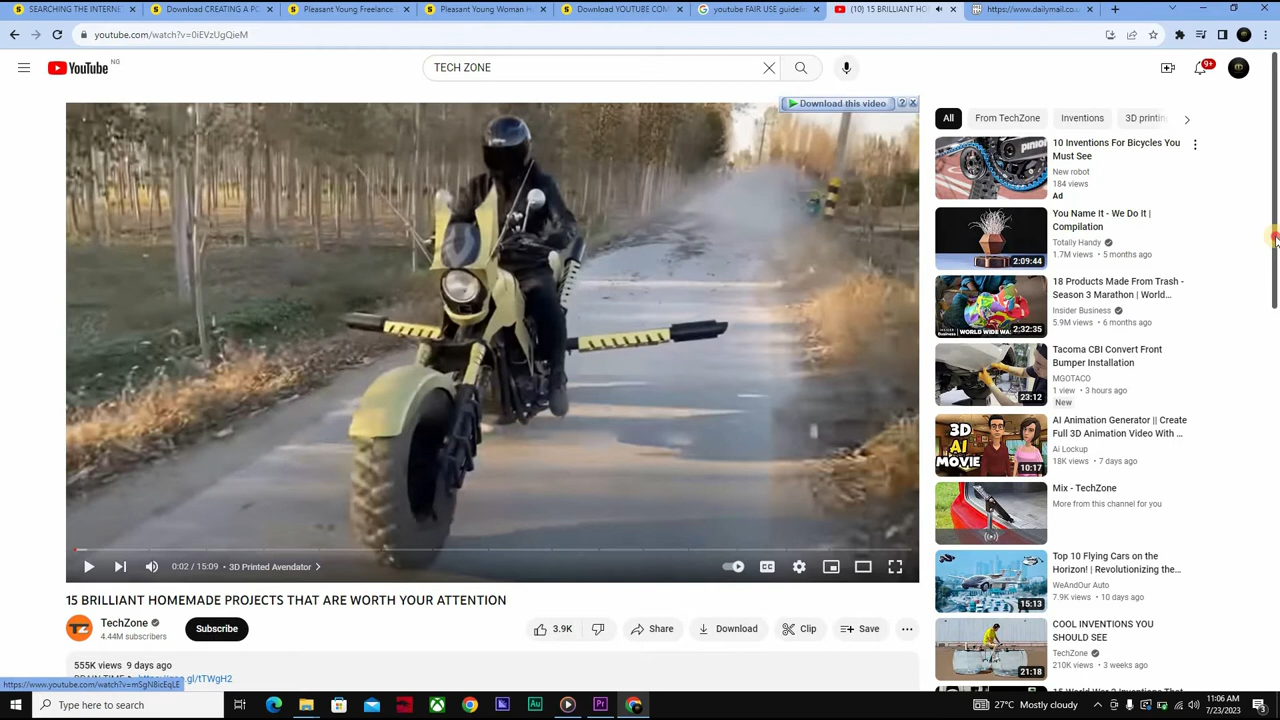 SEARCHING THE INTERNE
Download CREATING A PO
Pleasant Young Freelance
Pleasant Young Woman H
Download YOUTUBE COM
youtube FAIR USE guidelin
(10) 15 BRILLIANT HO
https://www.dailymail.co.u
youtube.com/watch?v=0iEVzUgQieM
YouTube NG
TECH ZONE
9+
Download this video ?
All From TechZone Inventions 3D printin
10 Inventions For Bicycles You
Must See
New robot
184 views
Ad
pinion
You Name It - We Do It |
Compilation
Totally Handy
1.7M views • 5 months ago
2:09:44
18 Products Made From Trash -
Season 3 Marathon | World...
Insider Business
5.9M views • 6 months ago
WORLD WIDE WA
2:32:35
Tacoma CBI Convert Front
Bumper Installation
MGOTACO
1 view • 3 hours ago
New
23:12
AI Animation Generator || Create
Full 3D Animation Video With ...
Ai Lockup
18K views • 7 days ago
3D
AI
MOVIE
10:17
Mix - TechZone
More from this channel for you
Top 10 Flying Cars on the
Horizon! | Revolutionizing the...
WeAndOur Auto
7.9K views • 10 days ago
15:13
COOL INVENTIONS YOU
SHOULD SEE
TechZone
210K views • 3 weeks ago
21:18
0:02 / 15:09 • 3D Printed Avendator
15 BRILLIANT HOMEMADE PROJECTS THAT ARE WORTH YOUR ATTENTION
TechZone
4.44M subscribers
Subscribe
3.9K Share Download Clip Save
555K views 9 days ago
https://www.youtube.com/watch?v=mSgN8icEqLE
Type here to search
Au
Pr
27°C Mostly cloudy
11:06 AM
7/23/2023
3